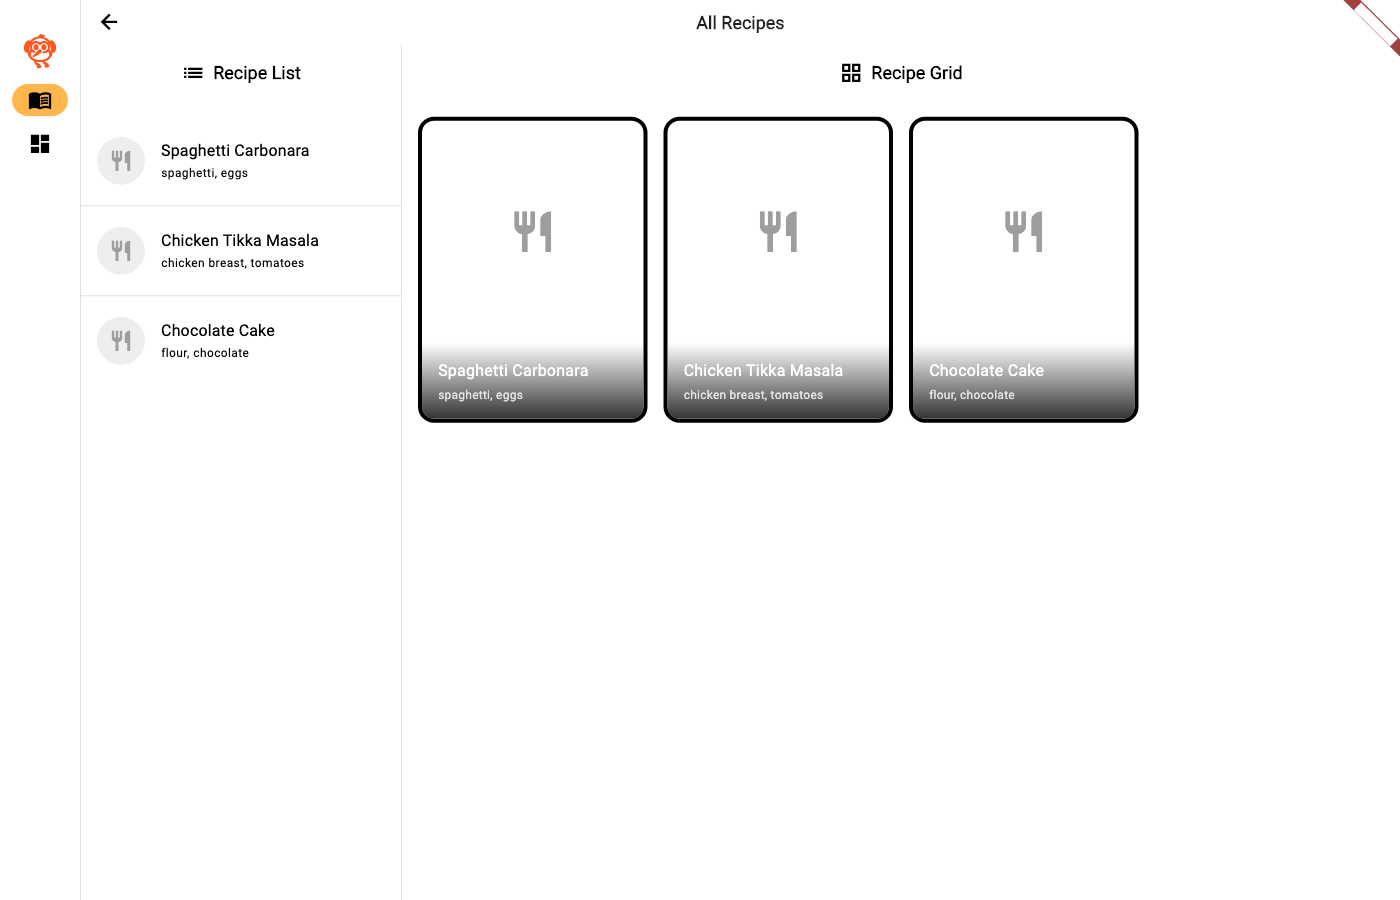 All Recipes
Recipe List
Spaghetti Carbonara
spaghetti, eggs
Chicken Tikka Masala
chicken breast, tomatoes
Chocolate Cake
flour, chocolate
Recipe Grid
Spaghetti Carbonara
spaghetti, eggs
Chicken Tikka Masala
chicken breast, tomatoes
Chocolate Cake
flour, chocolate